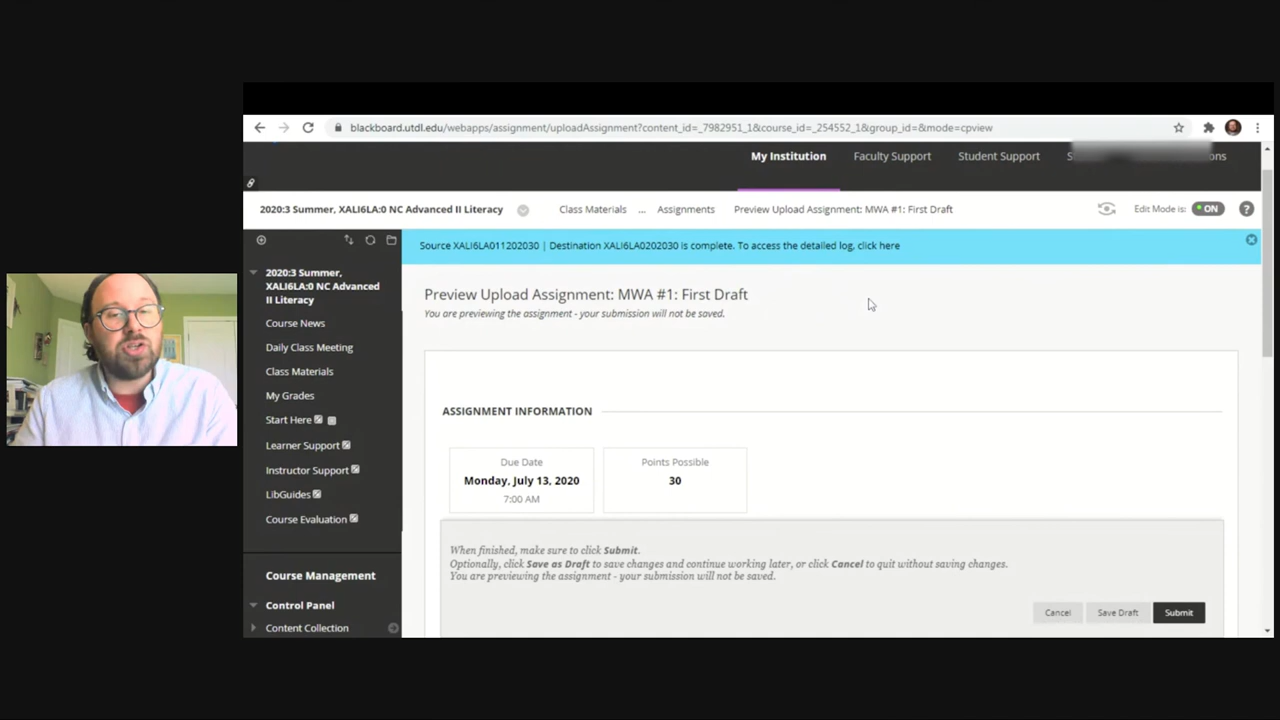 blackboard.utdl.edu/webapps/assignment/uploadAssignment?content_id=_7982951_1&course_id=_254552_1&group_id=&mode=cpview
My Institution Faculty Support Student Support
2020:3 Summer, XALI6LA:0 NC Advanced II Literacy Class Materials ... Assignments Preview Upload Assignment: MWA #1: First Draft Edit Mode is: ON ?
Source XALI6LA011202030 | Destination XALI6LA0202030 is complete. To access the detailed log, click here
2020:3 Summer,
XALI6LA:0 NC Advanced
II Literacy
Course News
Daily Class Meeting
Class Materials
My Grades
Start Here
Learner Support
Instructor Support
LibGuides
Course Evaluation
Course Management
Control Panel
Content Collection
Preview Upload Assignment: MWA #1: First Draft
You are previewing the assignment - your submission will not be saved.
ASSIGNMENT INFORMATION
Due Date
Monday, July 13, 2020
7:00 AM
Points Possible
30
When finished, make sure to click Submit.
Optionally, click Save as Draft to save changes and continue working later, or click Cancel to quit without saving changes.
You are previewing the assignment - your submission will not be saved.
Cancel Save Draft Submit